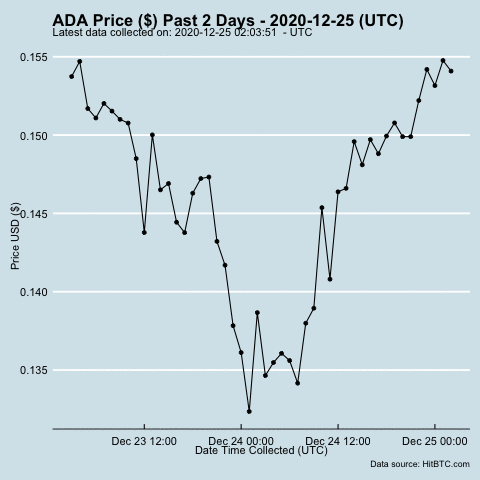 ADA Price ($) Past 2 Days - 2020-12-25 (UTC)
Latest data collected on: 2020-12-25 02:03:51  - UTC
0.155
0.150
0.145
0.140
0.135
Price USD ($)
Dec 23 12:00
Dec 24 00:00
Dec 24 12:00
Dec 25 00:00
Date Time Collected (UTC)
Data source: HitBTC.com